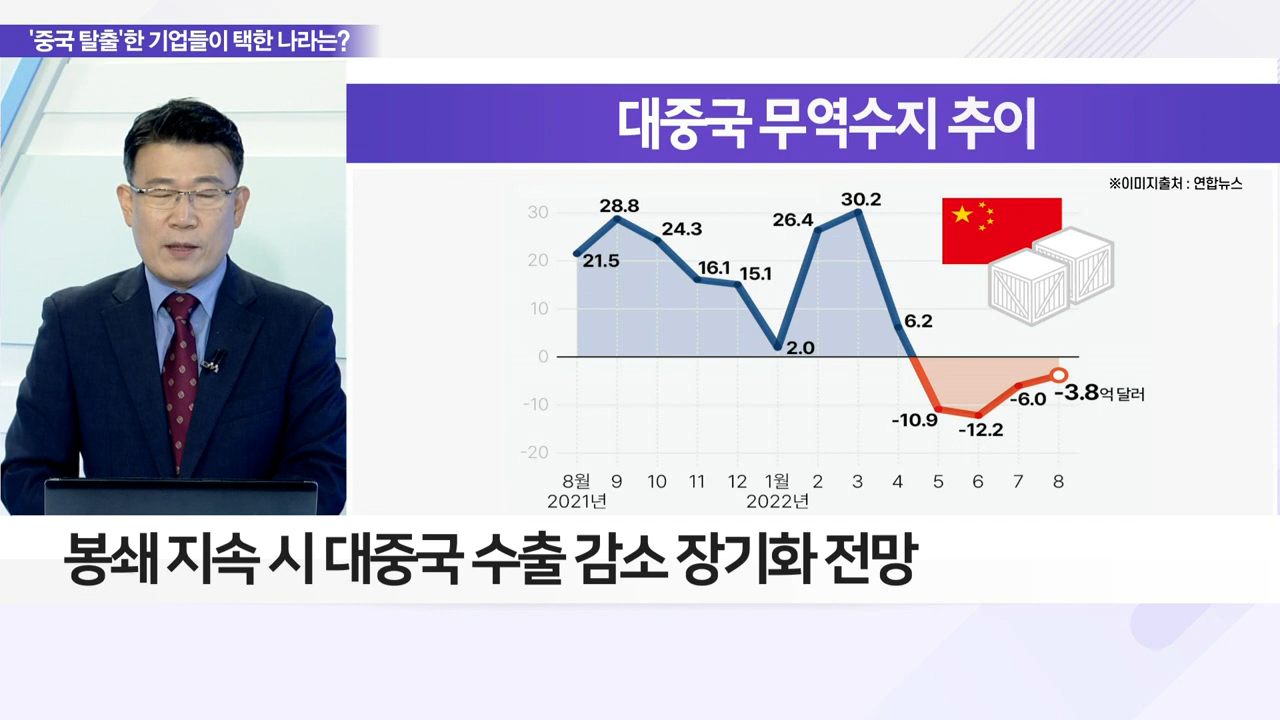 '중국 탈출'한 기업들이 택한 나라는?
대중국 무역수지 추이
※이미지출처 : 연합뉴스
30
20
10
0
-10
-20
21.5
28.8
24.3
16.1
15.1
2.0
26.4
30.2
6.2
-10.9
-12.2
-6.0
-3.8억 달러
8월 9 10 11 12 1월 2 3 4 5 6 7 8
2021년 2022년
봉쇄 지속 시 대중국 수출 감소 장기화 전망